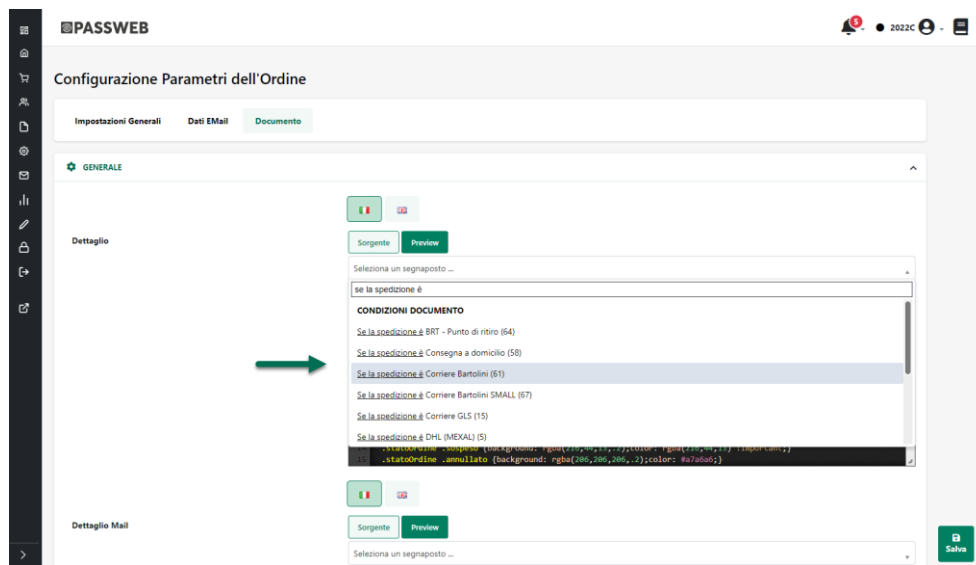 PASSWEB
5
2022C
Configurazione Parametri dell'Ordine
Impostazioni Generali Dati EMail Documento
GENERALE
Dettaglio
Sorgente Preview
Seleziona un segnaposto ...
se la spedizione è
CONDIZIONI DOCUMENTO
Se la spedizione è BRT - Punto di ritiro (64)
Se la spedizione è Consegna a domicilio (58)
Se la spedizione è Corriere Bartolini (61)
Se la spedizione è Corriere Bartolini SMALL (67)
Se la spedizione è Corriere GLS (15)
Se la spedizione è DHL (MEXAL) (5)
15 .statoOrdine .annullato {background: rgba(206,206,206,.2);color: #a7a6a6;}
Dettaglio Mail
Sorgente Preview
Seleziona un segnaposto ...
Salva